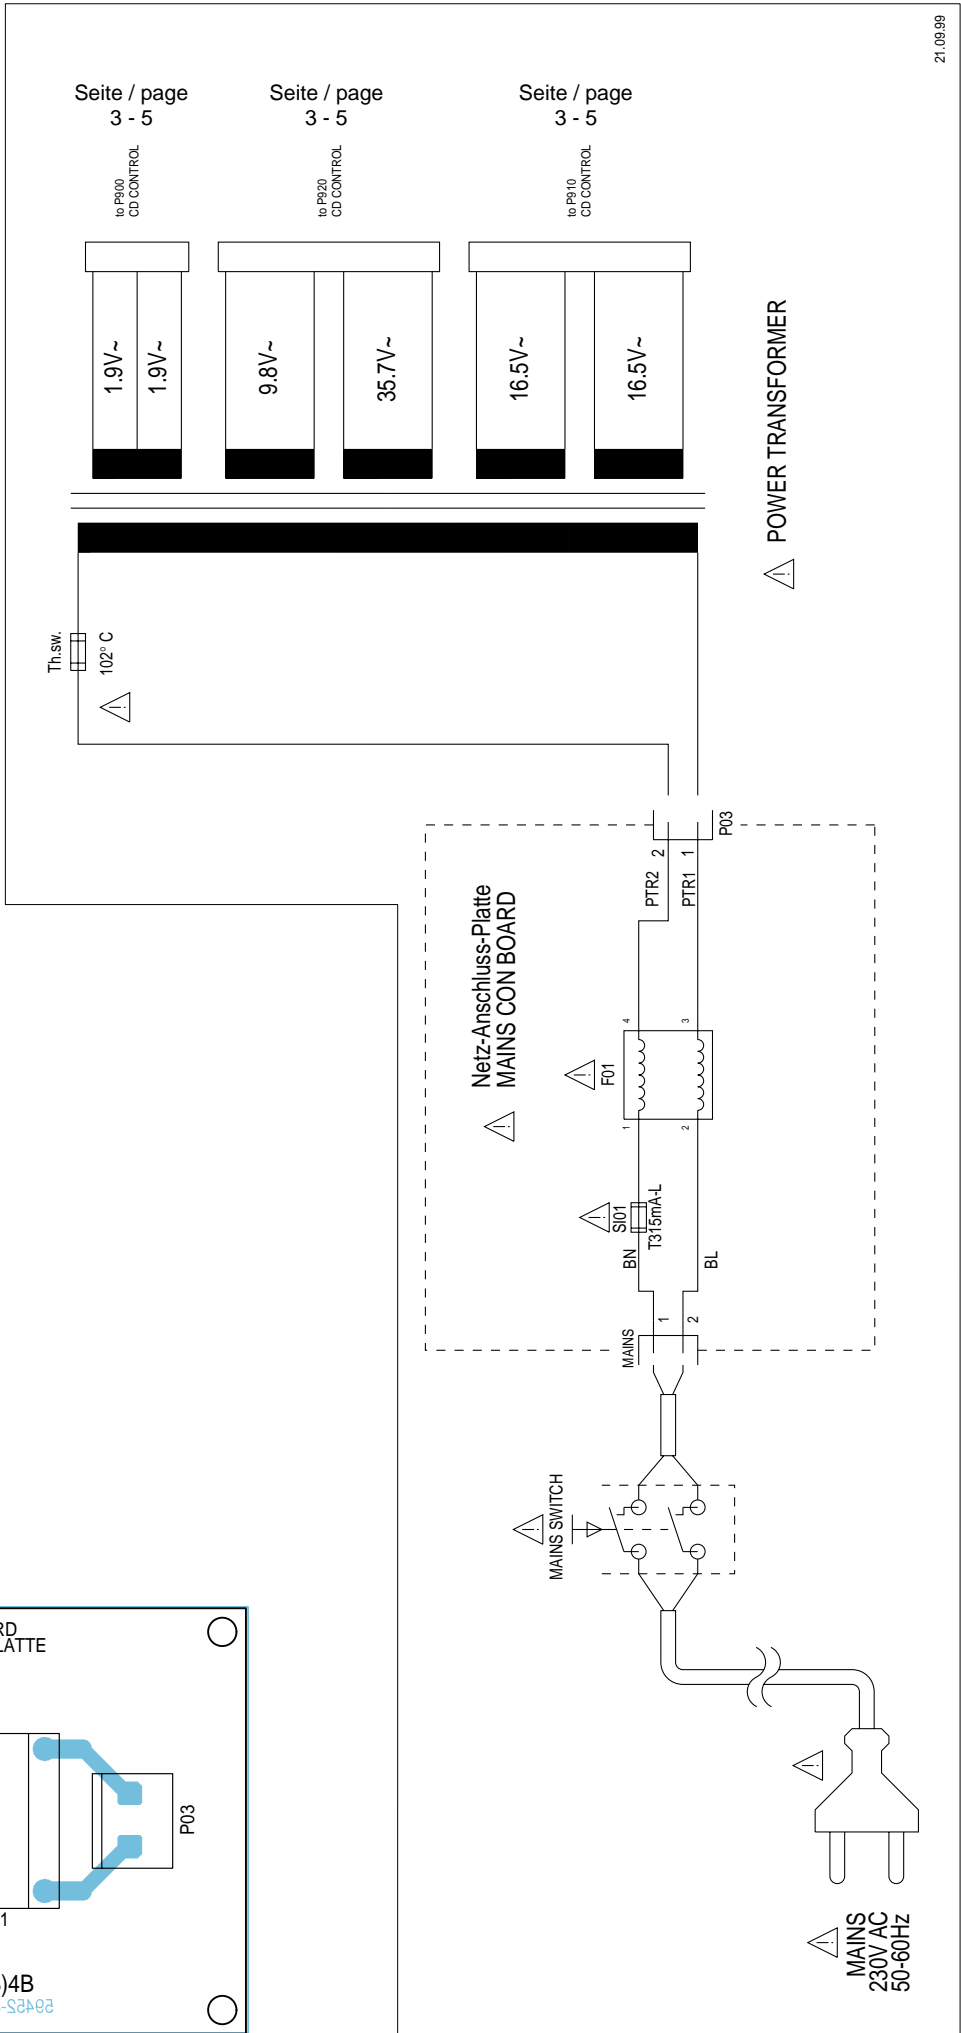 21.09.99
Seite / page
3 - 5
Seite / page
3 - 5
Seite / page
3 - 5
to P900
CD CONTROL
to P920
CD CONTROL
to P910
CD CONTROL
1.9V~
1.9V~
9.8V~
35.7V~
16.5V~
16.5V~
POWER TRANSFORMER
Th.sw.
102° C
P03
2
1
PTR2
PTR1
Netz-Anschluss-Platte
MAINS CON BOARD
4
3
F01
1
2
SI01
T315mA-L
BN
BL
MAINS
1
2
MAINS SWITCH
RD
LATTE
P03
1
)4B
59452-
MAINS
230V AC
50-60Hz